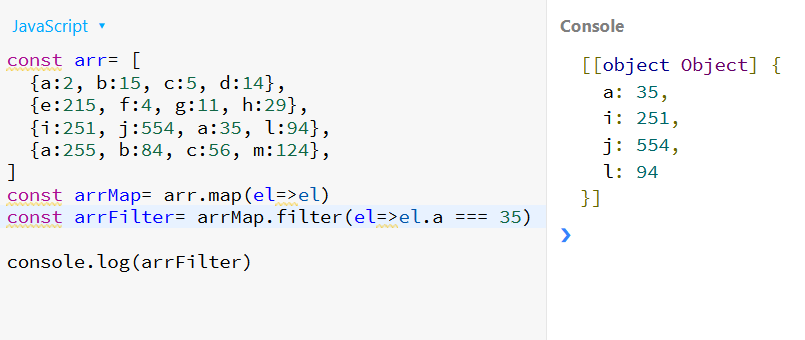 JavaScript
const arr= [
  {a:2, b:15, c:5, d:14},
  {e:215, f:4, g:11, h:29},
  {i:251, j:554, a:35, l:94},
  {a:255, b:84, c:56, m:124},
]
const arrMap= arr.map(el=>el)
const arrFilter= arrMap.filter(el=>el.a === 35)
console.log(arrFilter)
Console
[[object Object] {
  a: 35,
  i: 251,
  j: 554,
  l: 94
}]